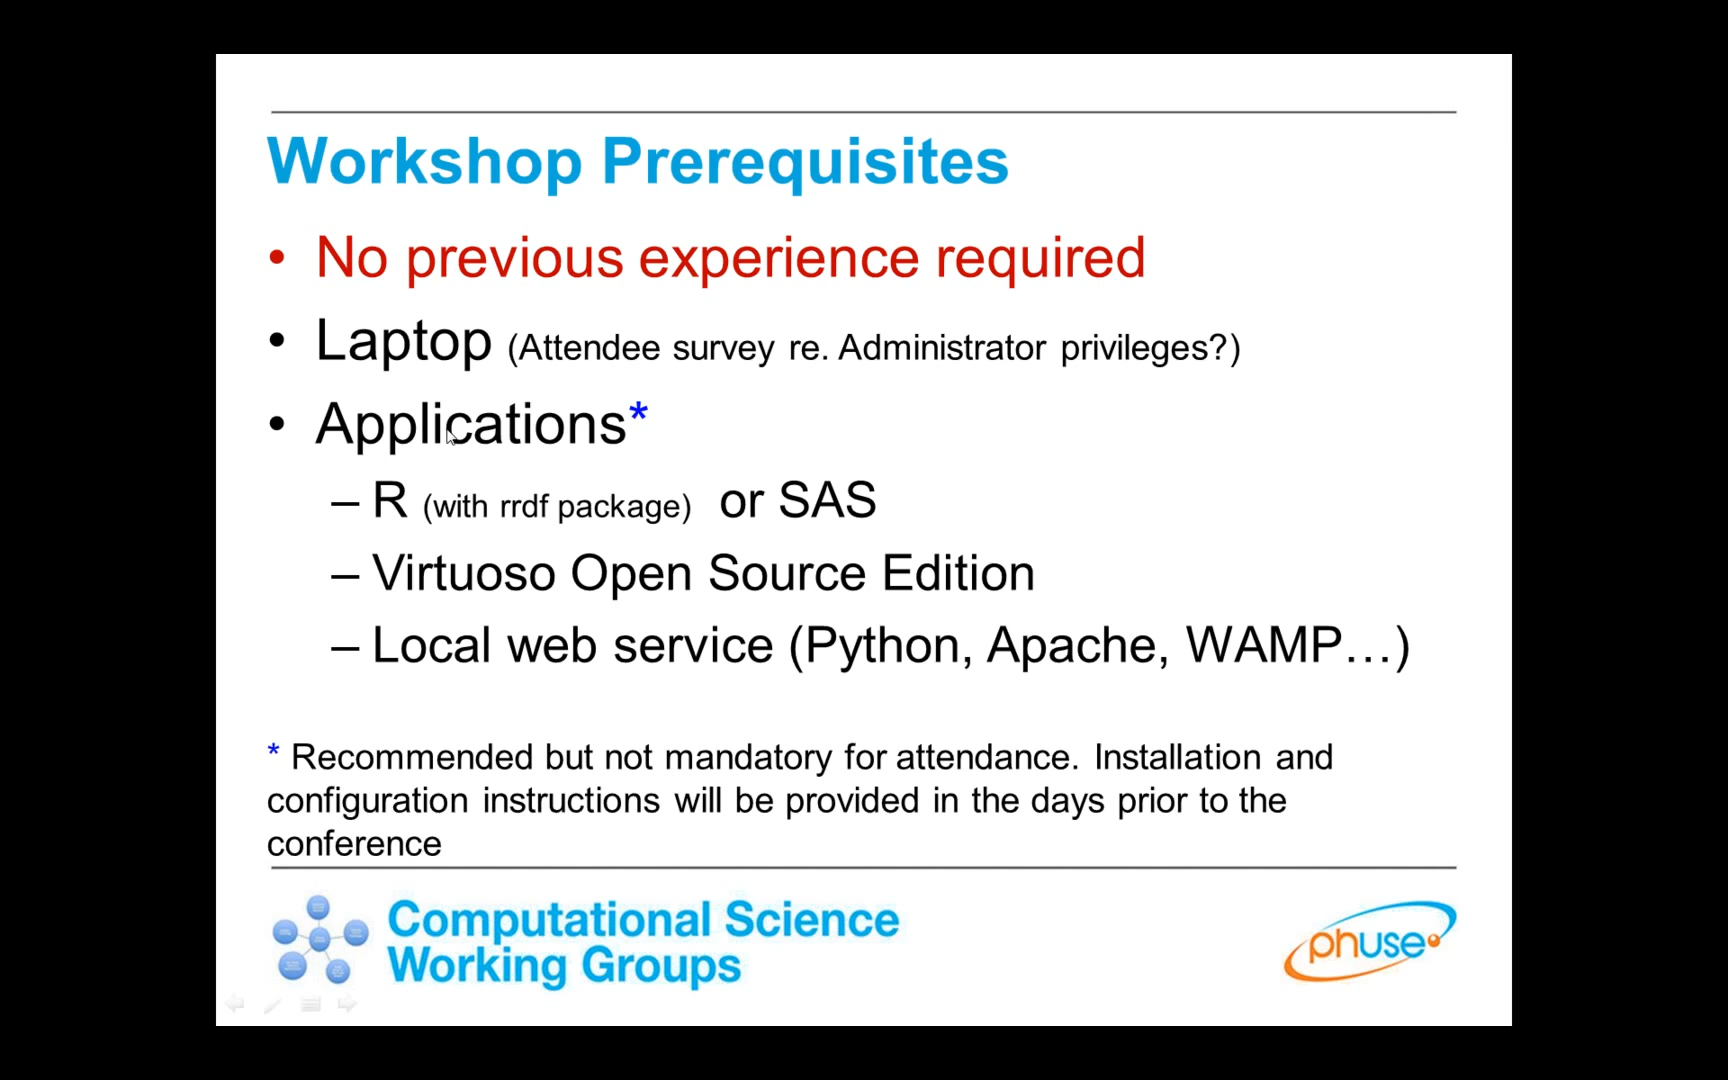 Workshop Prerequisites
• No previous experience required
• Laptop (Attendee survey re. Administrator privileges?)
• Applications*
– R (with rrdf package) or SAS
– Virtuoso Open Source Edition
– Local web service (Python, Apache, WAMP…)
* Recommended but not mandatory for attendance. Installation and
configuration instructions will be provided in the days prior to the
conference
Computational Science
Working Groups
phuse